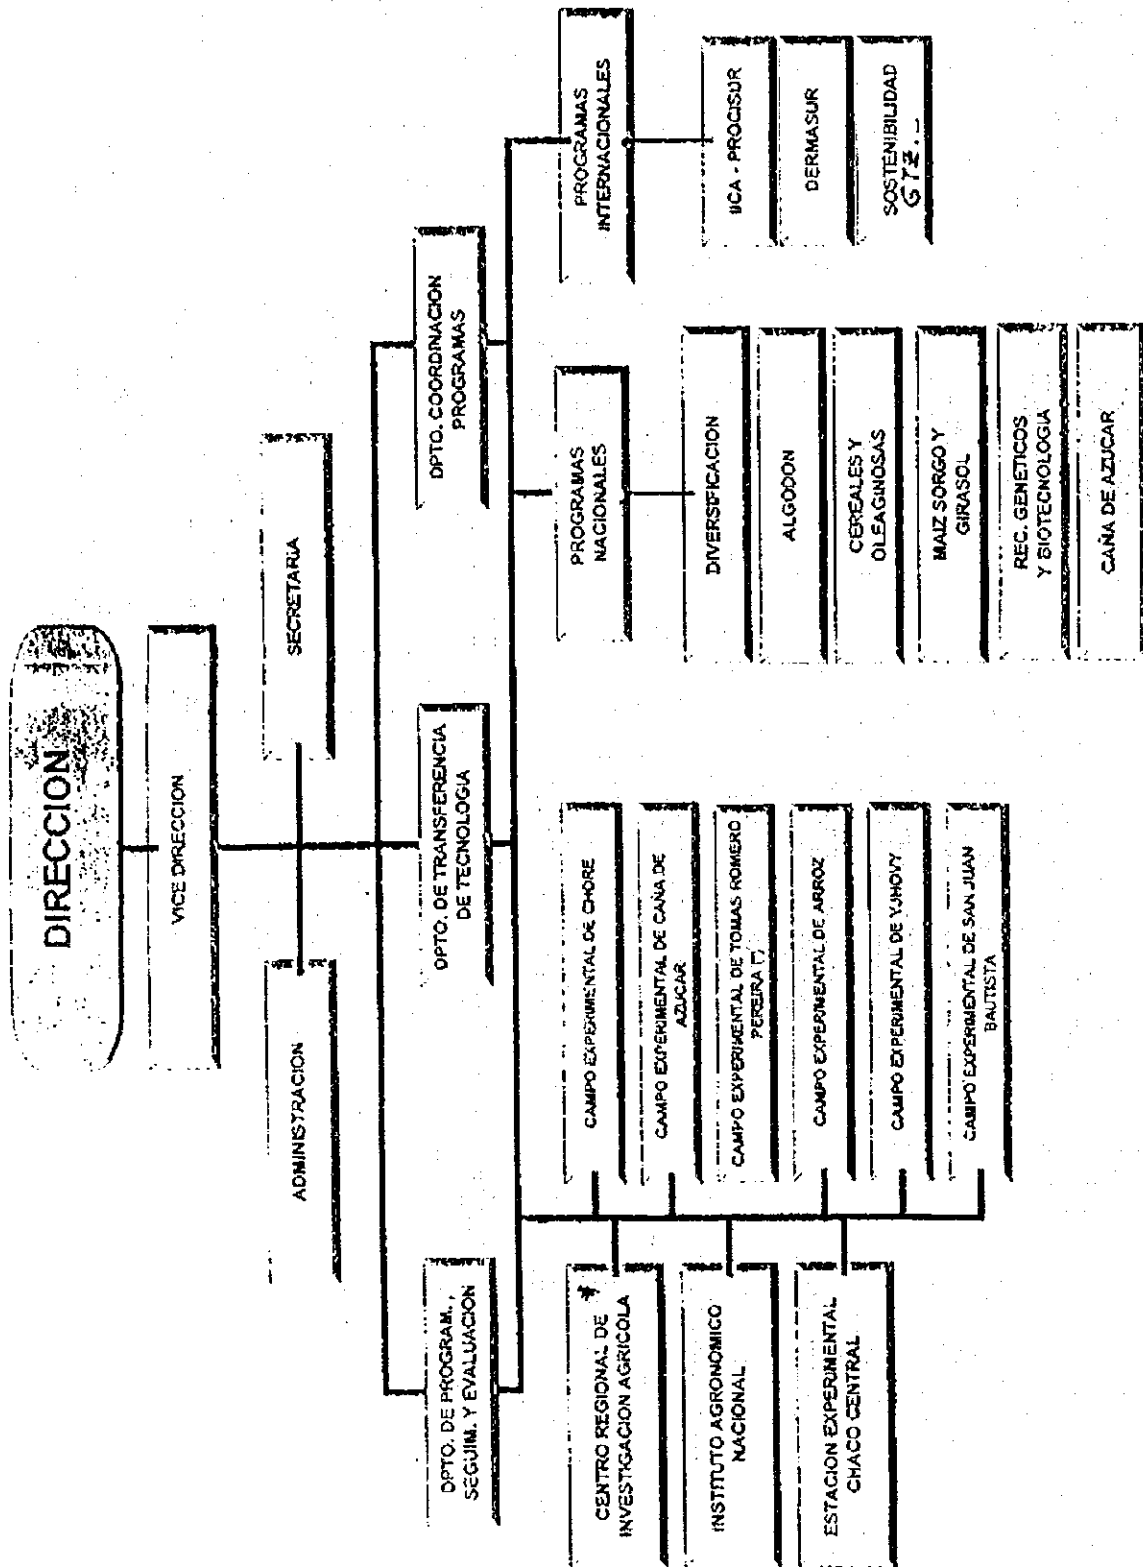 DIRECCION
VICE DIRECCION
ADMINISTRACION
SECRETARIA
DPTO. DE PROGRAM.,
SEGUIM. Y EVALUACION
DPTO. DE TRANSFERENCIA
DE TECNOLOGIA
DPTO. COORDINACION
PROGRAMAS
CENTRO REGIONAL DE
INVESTIGACION AGRICOLA
INSTITUTO AGRONOMICO
NACIONAL
ESTACION EXPERIMENTAL
CHACO CENTRAL
CAMPO EXPERIMENTAL DE CHORE
CAMPO EXPERIMENTAL DE CAÑA DE
AZUCAR
CAMPO EXPERIMENTAL DE TOMAS ROMERO
PEREIRA
CAMPO EXPERIMENTAL DE ARROZ
CAMPO EXPERIMENTAL DE YJHOVY
CAMPO EXPERIMENTAL DE SAN JUAN
BAUTISTA
PROGRAMAS
NACIONALES
DIVERSIFICACION
ALGODON
CEREALES Y
OLEAGINOSAS
MAIZ SORGO Y
GIRASOL
REC. GENETICOS
Y BIOTECNOLOGIA
CAÑA DE AZUCAR
PROGRAMAS
INTERNACIONALES
IICA - PROCISUR
DERMASUR
SOSTENIBILIDAD
GTZ.-